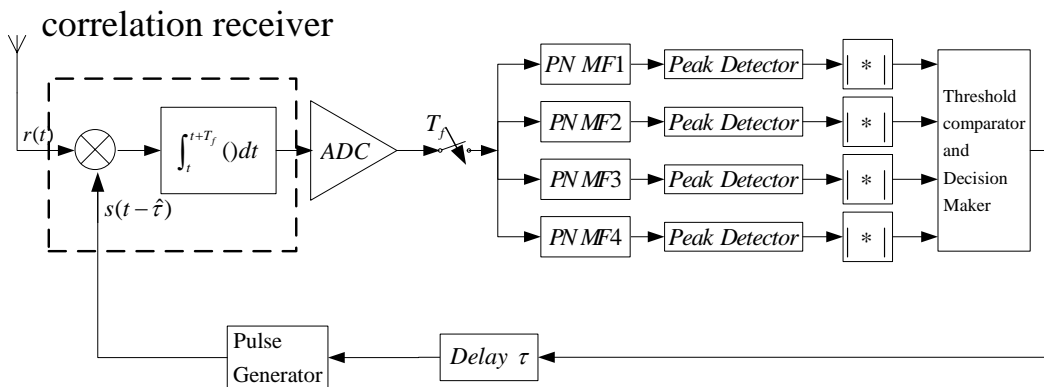 correlation receiver
r(t)
∫_t^{t+T_f} ()dt
s(t − τ̂)
ADC
T_f
PN MF1
Peak Detector
| * |
PN MF2
Peak Detector
| * |
PN MF3
Peak Detector
| * |
PN MF4
Peak Detector
| * |
Threshold
comparator
and
Decision
Maker
Pulse
Generator
Delay τ